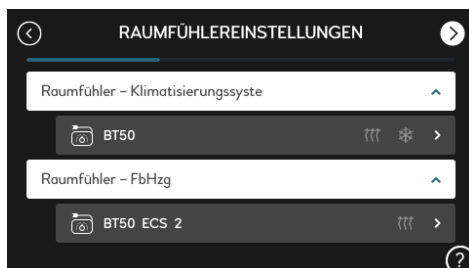 RAUMFÜHLEREINSTELLUNGEN
Raumfühler – Klimatisierungssyste
BT50
Raumfühler – FbHzg
BT50 ECS 2
?